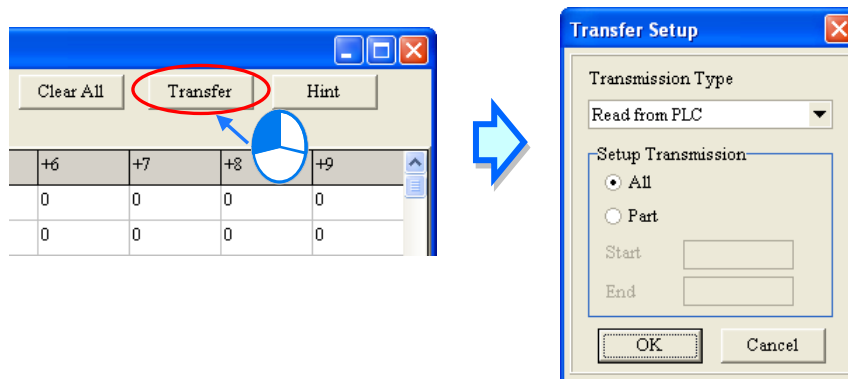 Clear All Transfer Hint
+6 +7 +8 +9
0 0 0 0
0 0 0 0
Transfer Setup
Transmission Type
Read from PLC
Setup Transmission
All
Part
Start
End
OK Cancel